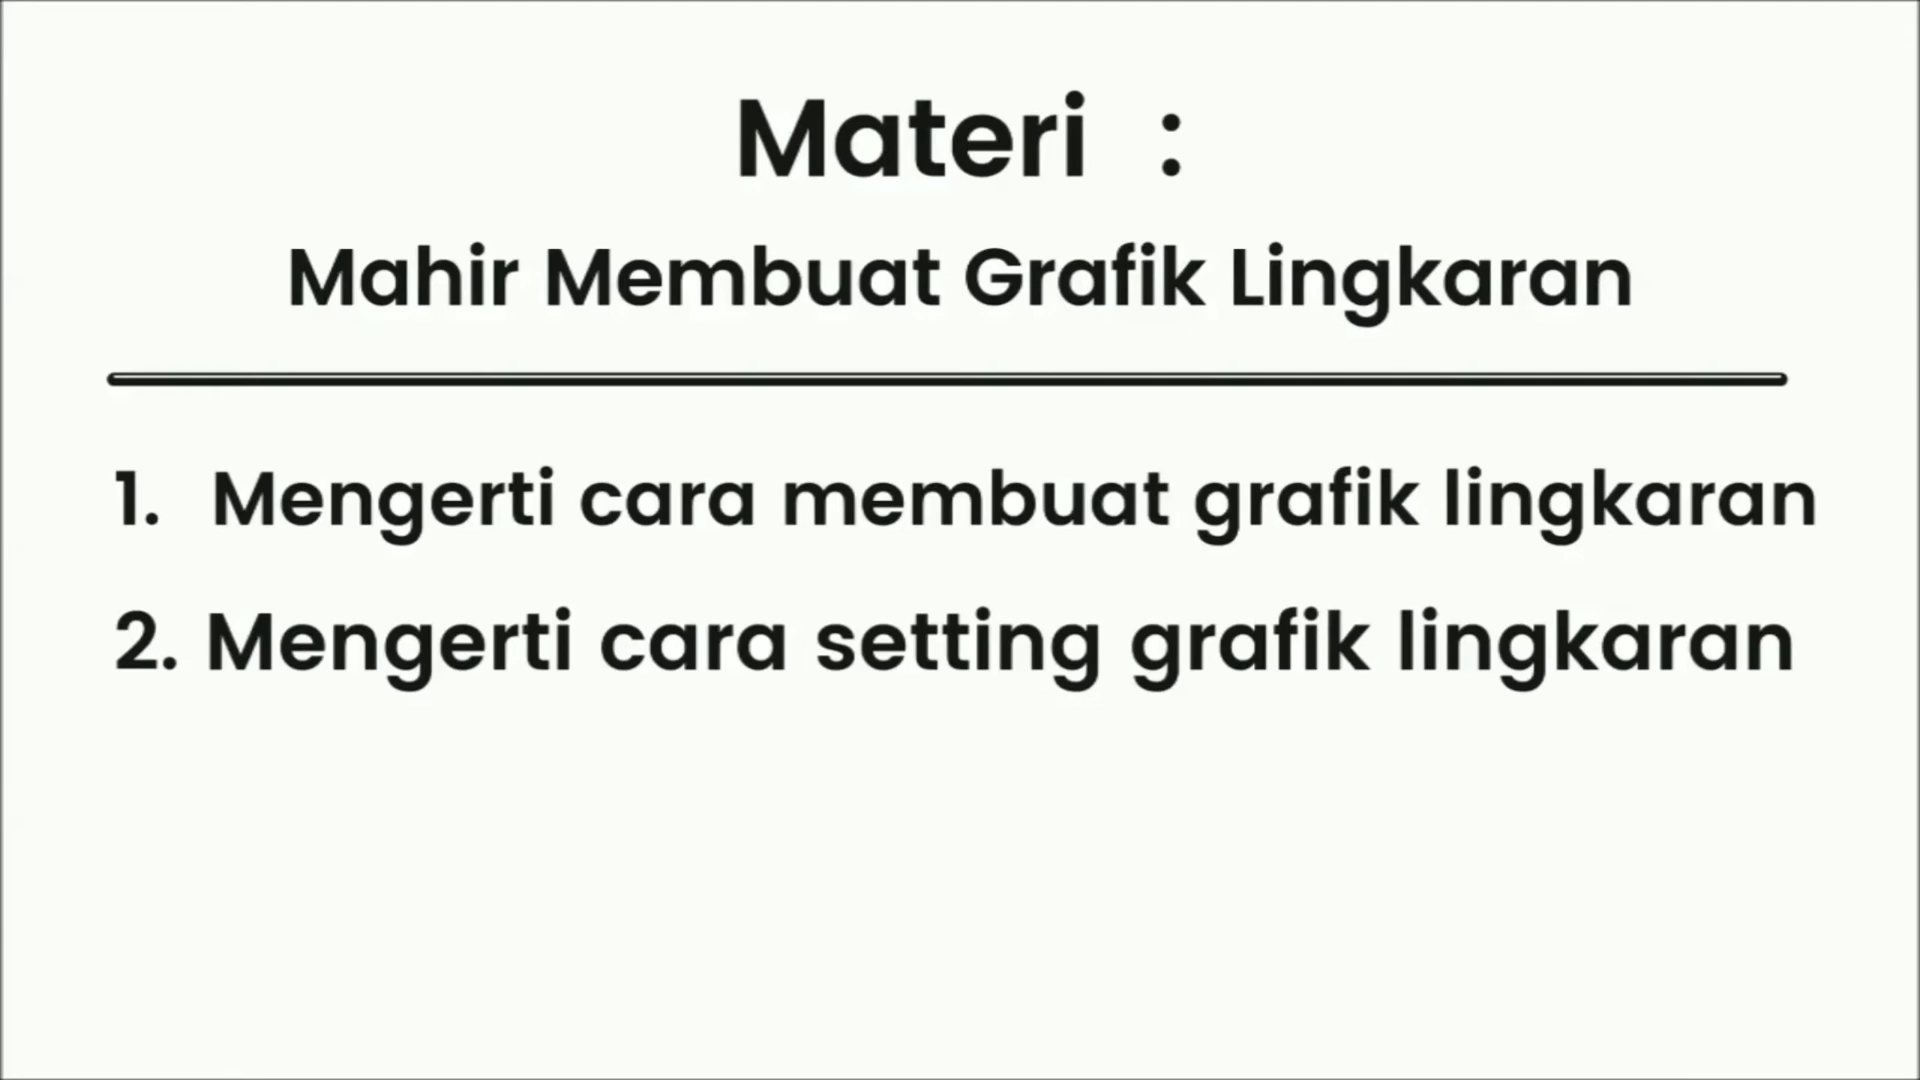 Materi :
Mahir Membuat Grafik Lingkaran
1. Mengerti cara membuat grafik lingkaran
2. Mengerti cara setting grafik lingkaran